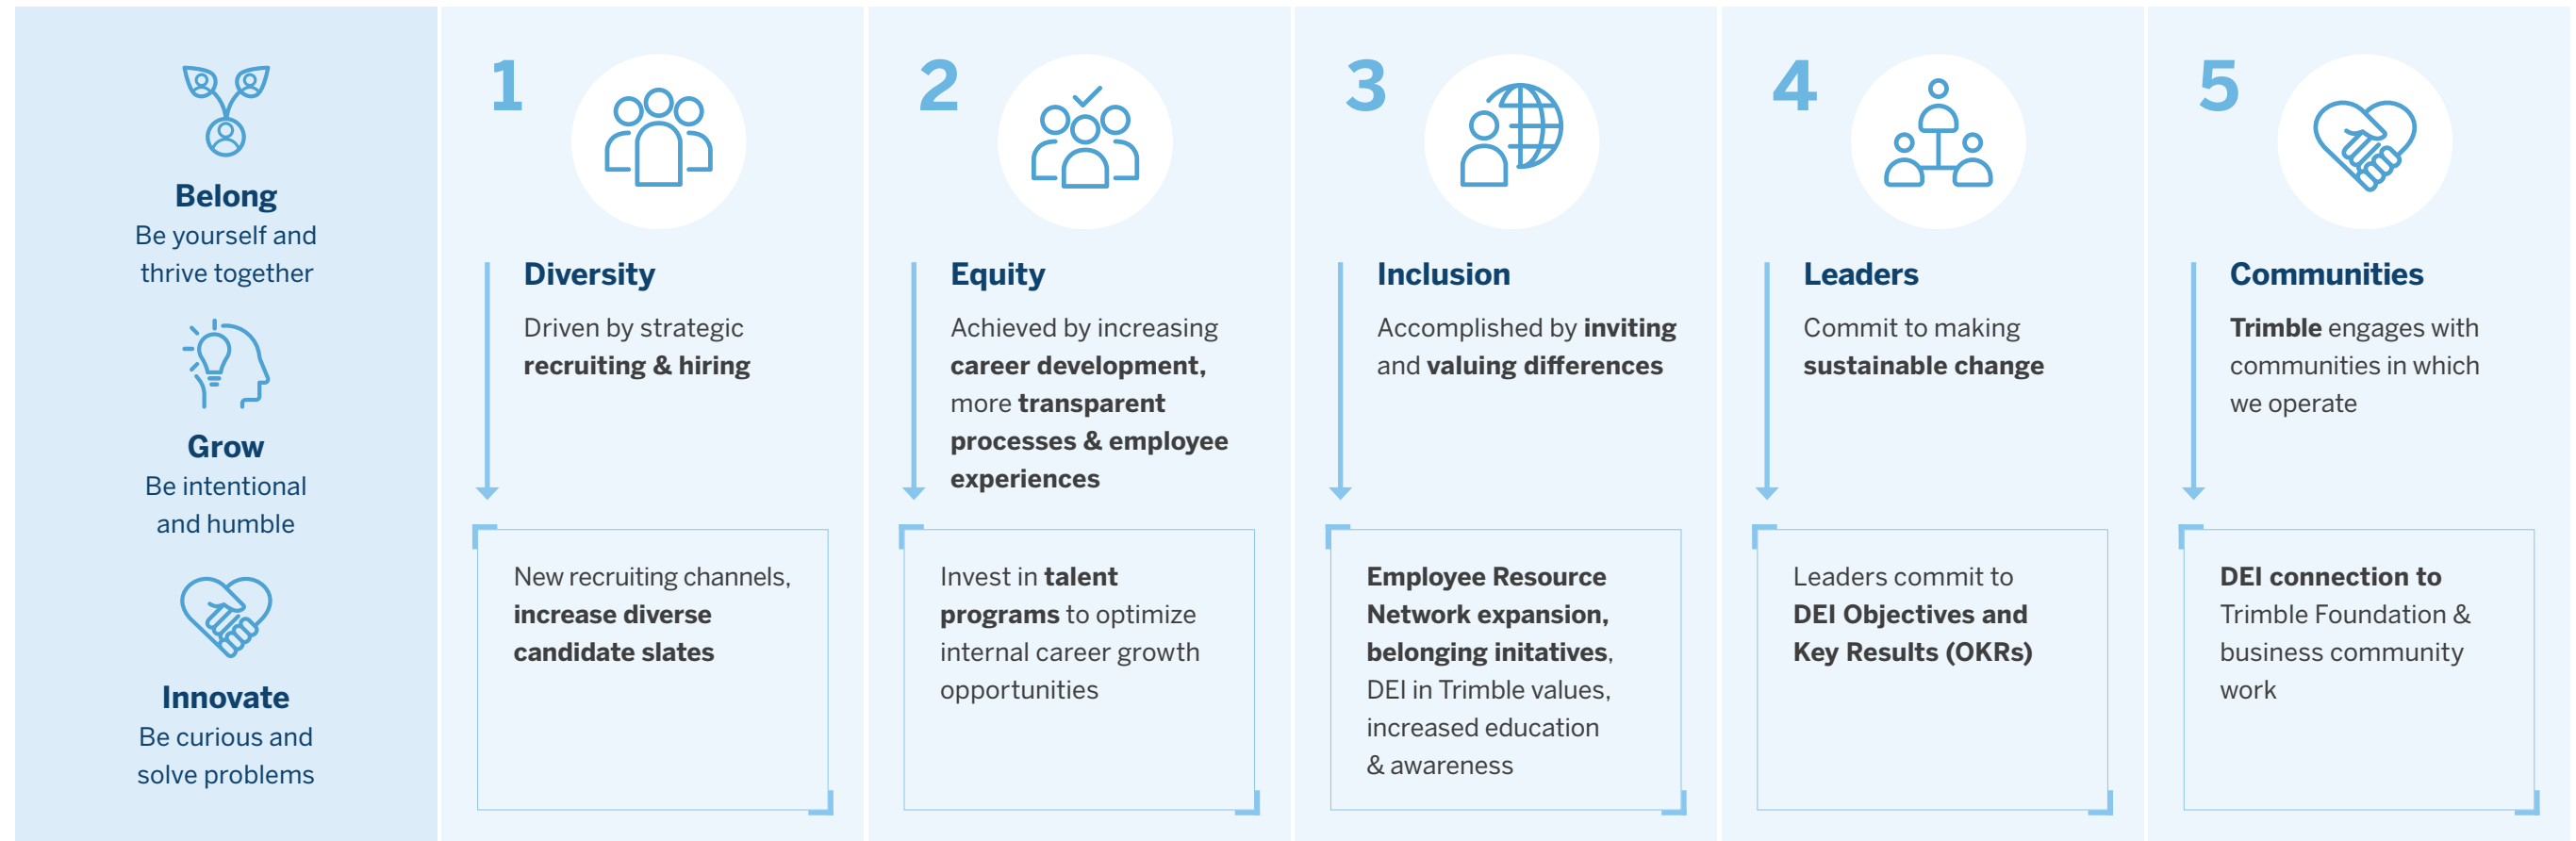 Belong
Be yourself and
thrive together
Grow
Be intentional
and humble
Innovate
Be curious and
solve problems
1
Diversity
Driven by strategic
recruiting & hiring
New recruiting channels,
increase diverse
candidate slates
2
Equity
Achieved by increasing
career development,
more transparent
processes & employee
experiences
Invest in talent
programs to optimize
internal career growth
opportunities
3
Inclusion
Accomplished by inviting
and valuing differences
Employee Resource
Network expansion,
belonging initatives,
DEI in Trimble values,
increased education
& awareness
4
Leaders
Commit to making
sustainable change
Leaders commit to
DEI Objectives and
Key Results (OKRs)
5
Communities
Trimble engages with
communities in which
we operate
DEI connection to
Trimble Foundation &
business community
work